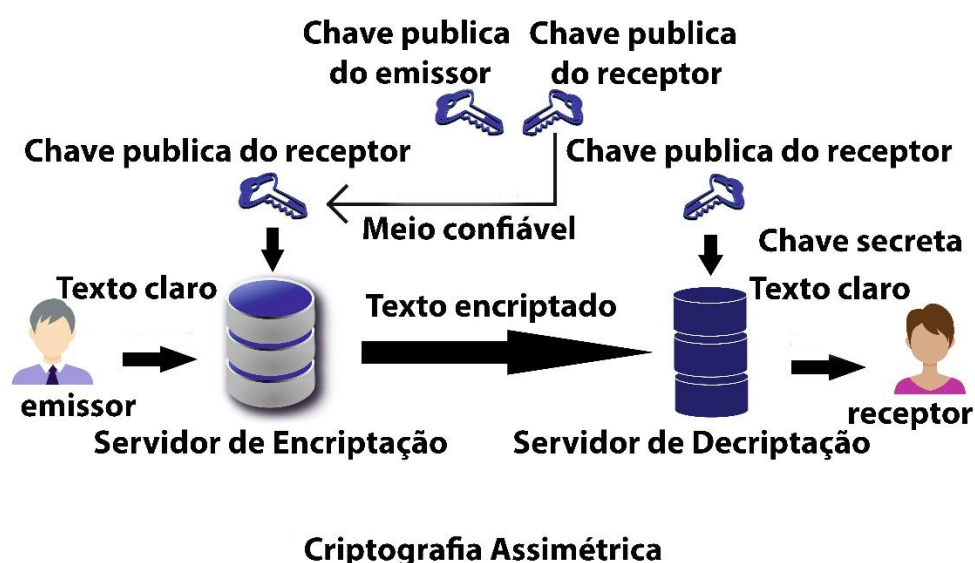 Chave publica
do emissor
Chave publica
do receptor
Chave publica do receptor
Chave publica do receptor
Meio confiável
Chave secreta
Texto claro
Texto encriptado
Texto claro
emissor
receptor
Servidor de Encriptação
Servidor de Decriptação
Criptografia Assimétrica